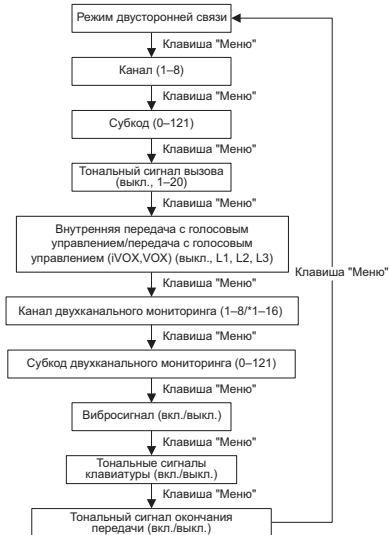 Режим двусторонней связи
Клавиша "Меню"
Канал (1–8)
Клавиша "Меню"
Субкод (0–121)
Клавиша "Меню"
Тональный сигнал вызова
(выкл., 1–20)
Клавиша "Меню"
Внутренняя передача с голосовым
управлением/передача с голосовым
управлением (iVOX,VOX) (выкл., L1, L2, L3)
Клавиша "Меню"
Клавиша "Меню"
Канал двухканального мониторинга (1–8/*1–16)
Клавиша "Меню"
Субкод двухканального мониторинга (0–121)
Клавиша "Меню"
Вибросигнал (вкл./выкл.)
Клавиша "Меню"
Тональные сигналы
клавиатуры (вкл./выкл.)
Клавиша "Меню"
Тональный сигнал окончания
передачи (вкл./выкл.)